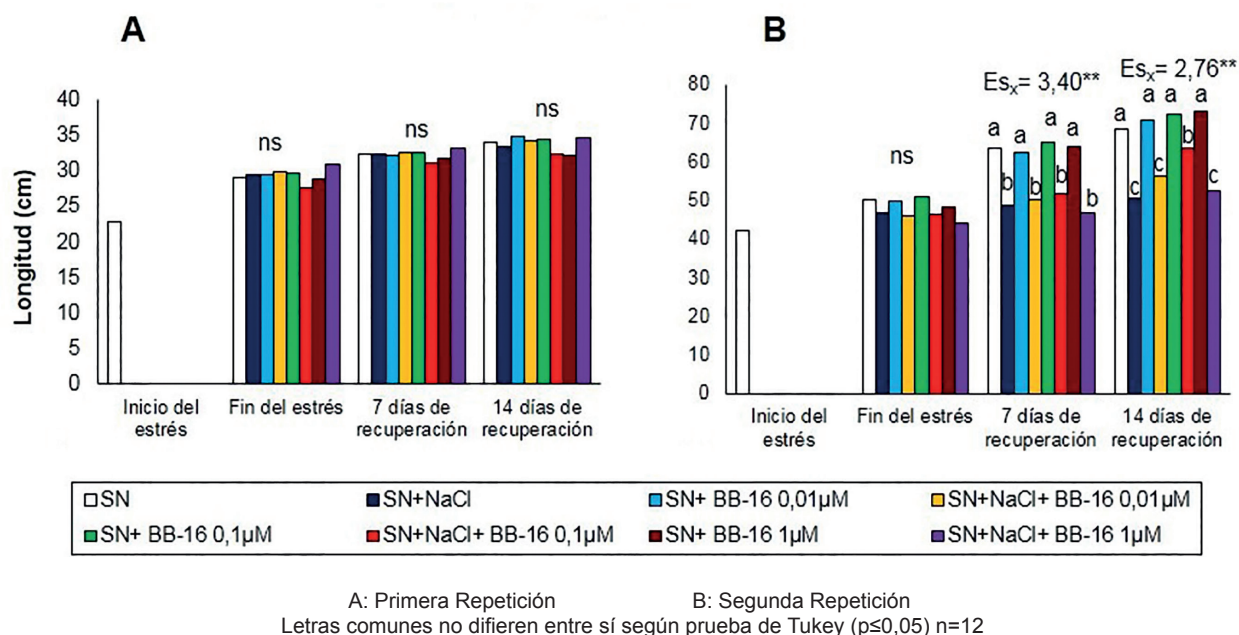 A
B
Longitud (cm)
40
35
30
25
20
15
10
5
0
ns
ns
ns
Inicio del estrés
Fin del estrés
7 días de recuperación
14 días de recuperación
80
70
60
50
40
30
20
10
0
ns
Esx= 3,40**
a
b
a
b
a
b
a
b
Esx= 2,76**
a
c
a
c
a
b
a
c
Inicio del estrés
Fin del estrés
7 días de recuperación
14 días de recuperación
SN
SN+NaCl
SN+ BB-16 0,01µM
SN+NaCl+ BB-16 0,01µM
SN+ BB-16 0,1µM
SN+NaCl+ BB-16 0,1µM
SN+ BB-16 1µM
SN+NaCl+ BB-16 1µM
A: Primera Repetición B: Segunda Repetición
Letras comunes no difieren entre sí según prueba de Tukey (p≤0,05) n=12